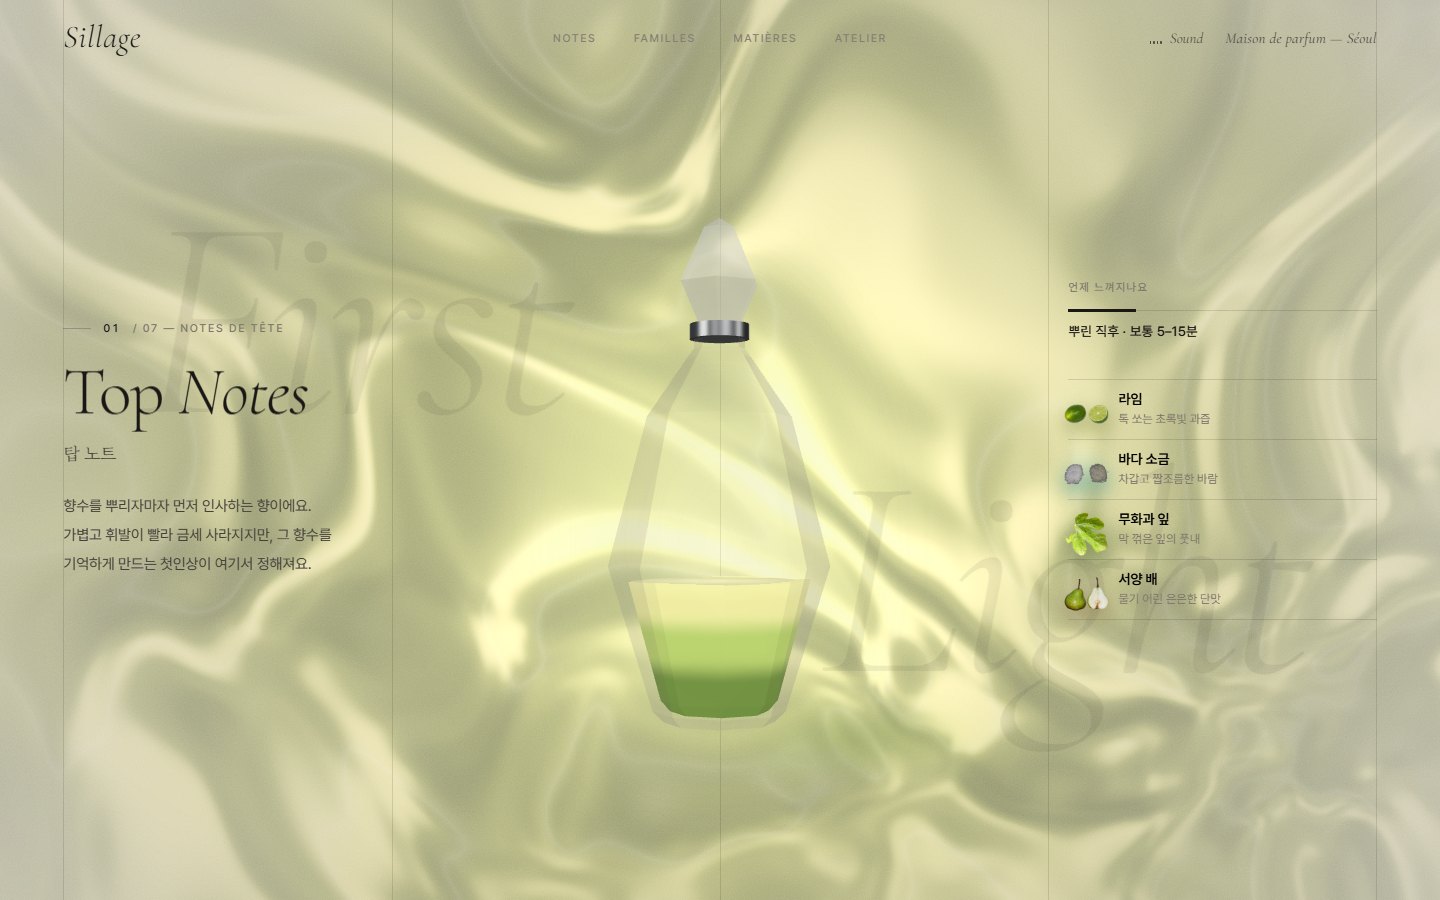 Sillage
NOTES FAMILLES MATIÈRES ATELIER
Sound Maison de parfum — Séoul
First
01 / 07 — NOTES DE TÊTE
Top Notes
탑 노트
향수를 뿌리자마자 먼저 인사하는 향이에요.
가볍고 휘발이 빨라 금세 사라지지만, 그 향수를
기억하게 만드는 첫인상이 여기서 정해져요.
언제 느껴지나요
뿌린 직후 · 보통 5–15분
라임
톡 쏘는 초록빛 과즙
바다 소금
차갑고 짭조름한 바람
무화과 잎
막 꺾은 잎의 풋내
서양 배
물기 어린 은은한 단맛
Light